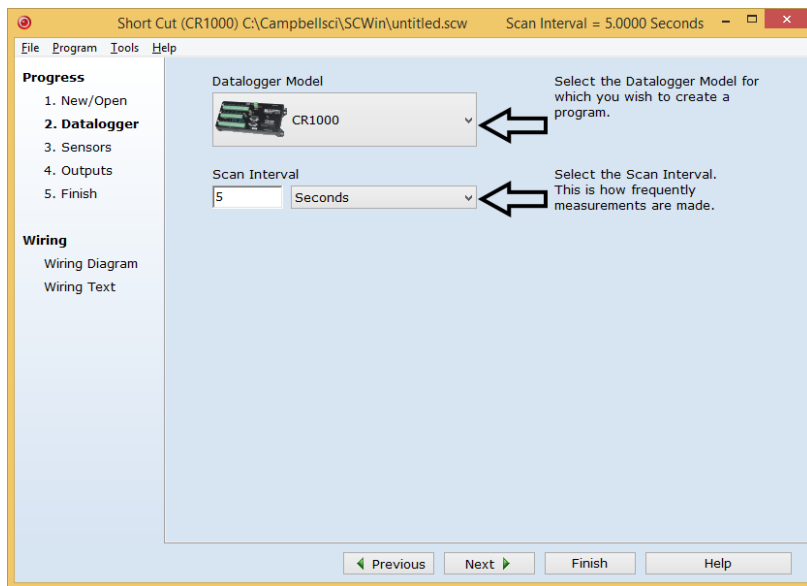 Short Cut (CR1000) C:\Campbellsci\SCWin\untitled.scw Scan Interval = 5.0000 Seconds
File Program Tools Help
Progress
1. New/Open
2. Datalogger
3. Sensors
4. Outputs
5. Finish
Wiring
Wiring Diagram
Wiring Text
Datalogger Model
CR1000
Select the Datalogger Model for
which you wish to create a
program.
Scan Interval
5 Seconds
Select the Scan Interval.
This is how frequently
measurements are made.
Previous Next Finish Help